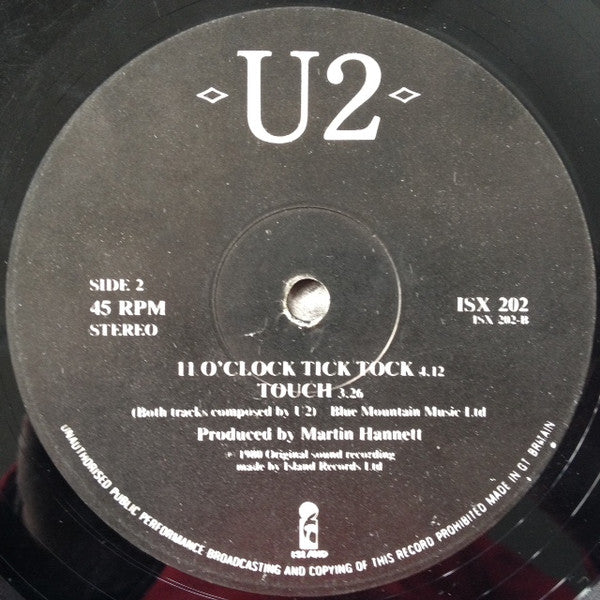 U2
SIDE 2
45 RPM
STEREO
ISX 202
ISX 202-B
11 O'CLOCK TICK TOCK 4.12
TOUCH 3.26
(Both tracks composed by U2) Blue Mountain Music Ltd
Produced by Martin Hannett
℗ 1980 Original sound recording
made by Island Records Ltd
ISLAND
UNAUTHORISED PUBLIC PERFORMANCE BROADCASTING AND COPYING OF THIS RECORD PROHIBITED MADE IN GT BRITAIN